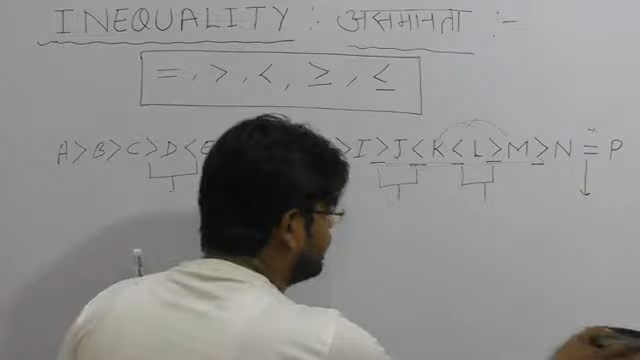 INEQUALITY : असमानता :-
= , > , < , ≥ , ≤
A > B > C > D < E > I ≥ J ≤ K ≤ L ≥ M ≥ N = P